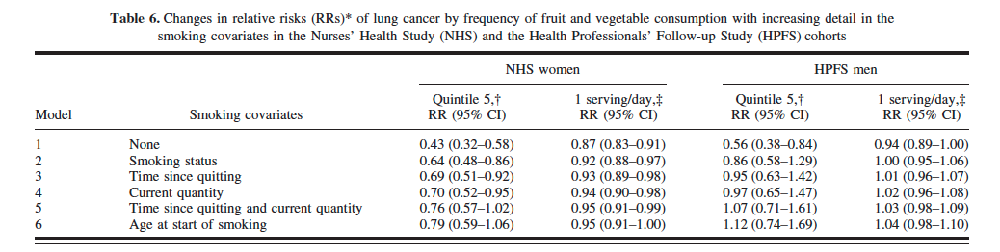 Table 6. Changes in relative risks (RRs)* of lung cancer by frequency of fruit and vegetable consumption with increasing detail in the
smoking covariates in the Nurses' Health Study (NHS) and the Health Professionals' Follow-up Study (HPFS) cohorts
NHS women HPFS men
Quintile 5,† 1 serving/day,‡ Quintile 5,† 1 serving/day,‡
Model Smoking covariates RR (95% CI) RR (95% CI) RR (95% CI) RR (95% CI)
1 None 0.43 (0.32–0.58) 0.87 (0.83–0.91) 0.56 (0.38–0.84) 0.94 (0.89–1.00)
2 Smoking status 0.64 (0.48–0.86) 0.92 (0.88–0.97) 0.86 (0.58–1.29) 1.00 (0.95–1.06)
3 Time since quitting 0.69 (0.51–0.92) 0.93 (0.89–0.98) 0.95 (0.63–1.42) 1.01 (0.96–1.07)
4 Current quantity 0.70 (0.52–0.95) 0.94 (0.90–0.98) 0.97 (0.65–1.47) 1.02 (0.96–1.08)
5 Time since quitting and current quantity 0.76 (0.57–1.02) 0.95 (0.91–0.99) 1.07 (0.71–1.61) 1.03 (0.98–1.09)
6 Age at start of smoking 0.79 (0.59–1.06) 0.95 (0.91–1.00) 1.12 (0.74–1.69) 1.04 (0.98–1.10)